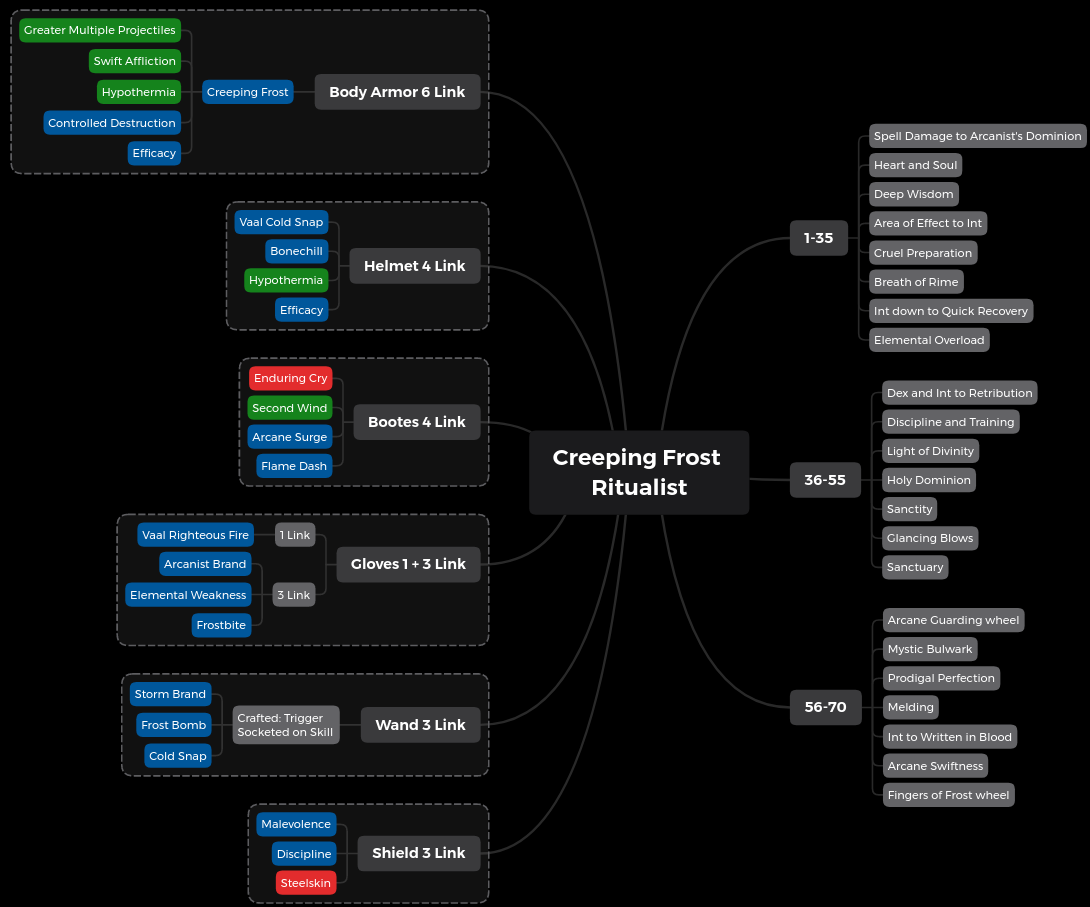 Creeping Frost
Ritualist
Body Armor 6 Link
Creeping Frost
Greater Multiple Projectiles
Swift Affliction
Hypothermia
Controlled Destruction
Efficacy
Helmet 4 Link
Vaal Cold Snap
Bonechill
Hypothermia
Efficacy
Bootes 4 Link
Enduring Cry
Second Wind
Arcane Surge
Flame Dash
Gloves 1 + 3 Link
1 Link
Vaal Righteous Fire
3 Link
Arcanist Brand
Elemental Weakness
Frostbite
Wand 3 Link
Crafted: Trigger
Socketed on Skill
Storm Brand
Frost Bomb
Cold Snap
Shield 3 Link
Malevolence
Discipline
Steelskin
1-35
Spell Damage to Arcanist's Dominion
Heart and Soul
Deep Wisdom
Area of Effect to Int
Cruel Preparation
Breath of Rime
Int down to Quick Recovery
Elemental Overload
36-55
Dex and Int to Retribution
Discipline and Training
Light of Divinity
Holy Dominion
Sanctity
Glancing Blows
Sanctuary
56-70
Arcane Guarding wheel
Mystic Bulwark
Prodigal Perfection
Melding
Int to Written in Blood
Arcane Swiftness
Fingers of Frost wheel